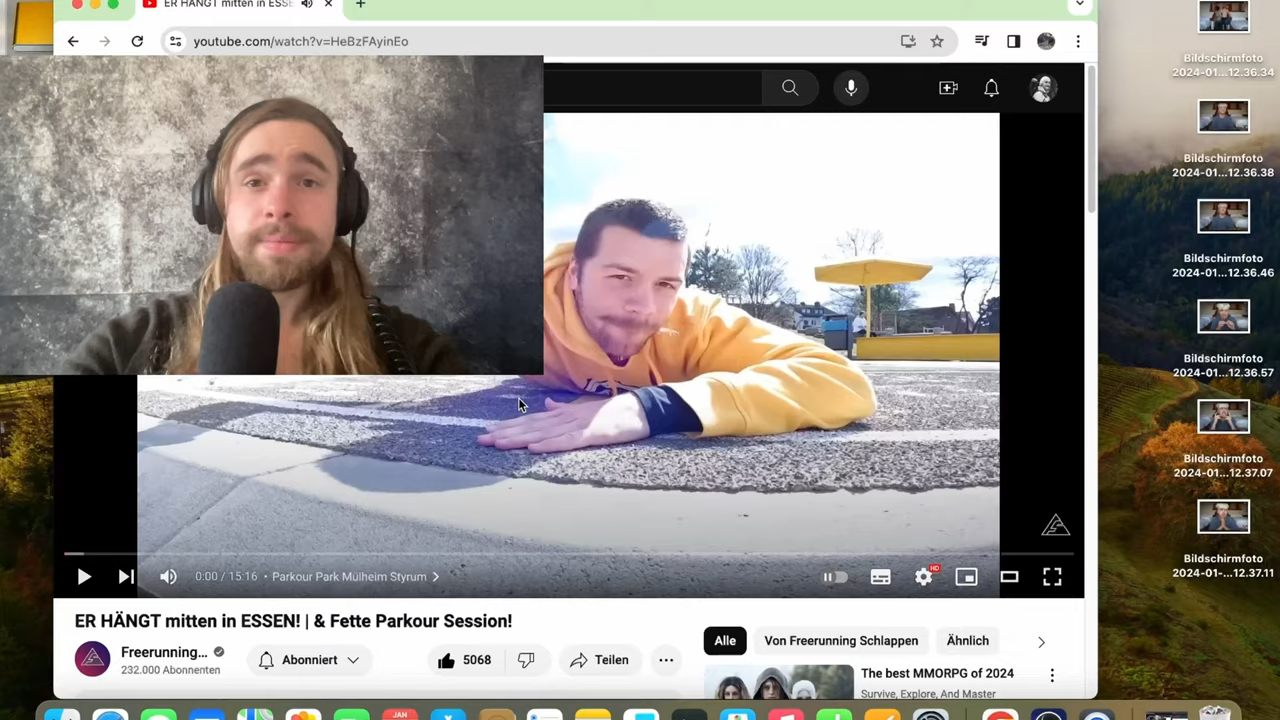 ER HÄNGT mitten in ESSE
youtube.com/watch?v=HeBzFAyinEo
Bildschirmfoto
2024-01...12.36.34
Bildschirmfoto
2024-01...12.36.38
Bildschirmfoto
2024-01...12.36.46
Bildschirmfoto
2024-01...12.36.57
Bildschirmfoto
2024-01...12.37.07
Bildschirmfoto
2024-01-...12.37.11
0:00 / 15:16 • Parkour Park Mülheim Styrum
HD
ER HÄNGT mitten in ESSEN! | & Fette Parkour Session!
Freerunning...
232.000 Abonnenten
Abonniert
5068
Teilen
Alle
Von Freerunning Schlappen
Ähnlich
The best MMORPG of 2024
Survive, Explore, And Master
JAN